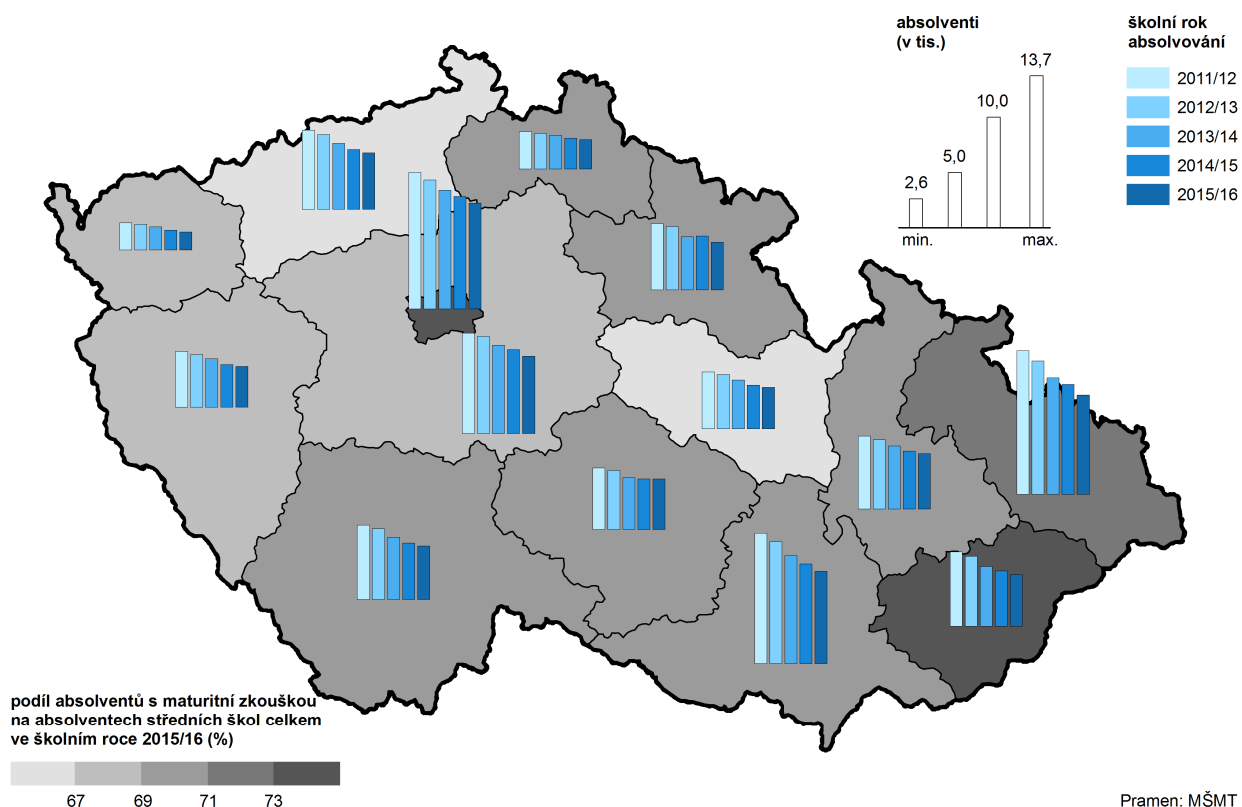 absolventi
(v tis.)
13,7
10,0
5,0
2,6
min.
max.
školní rok
absolvování
2011/12
2012/13
2013/14
2014/15
2015/16
podíl absolventů s maturitní zkouškou
na absolventech středních škol celkem
ve školním roce 2015/16 (%)
67
69
71
73
Pramen: MŠMT